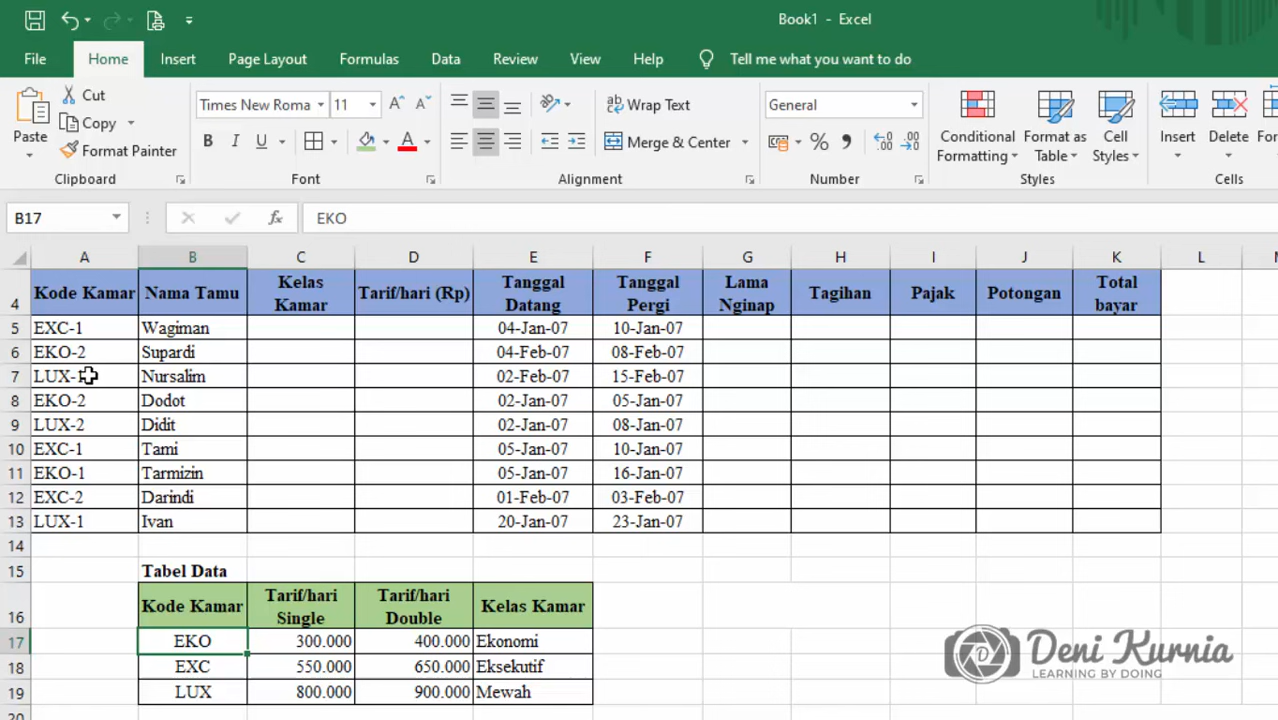 Book1 - Excel
File Home Insert Page Layout Formulas Data Review View Help Tell me what you want to do
Cut
Copy
Format Painter
Paste
Clipboard
Times New Roma 11
B I U
Font
Wrap Text
Merge & Center
Alignment
General
Number
Conditional Formatting
Format as Table
Cell Styles
Styles
Insert
Delete
Cells
B17 fx EKO
A B C D E F G H I J K L
4 Kode Kamar Nama Tamu Kelas Kamar Tarif/hari (Rp) Tanggal Datang Tanggal Pergi Lama Nginap Tagihan Pajak Potongan Total bayar
5 EXC-1 Wagiman 04-Jan-07 10-Jan-07
6 EKO-2 Supardi 04-Feb-07 08-Feb-07
7 LUX- Nursalim 02-Feb-07 15-Feb-07
8 EKO-2 Dodot 02-Jan-07 05-Jan-07
9 LUX-2 Didit 02-Jan-07 08-Jan-07
10 EXC-1 Tami 05-Jan-07 10-Jan-07
11 EKO-1 Tarmizin 05-Jan-07 16-Jan-07
12 EXC-2 Darindi 01-Feb-07 03-Feb-07
13 LUX-1 Ivan 20-Jan-07 23-Jan-07
14
15 Tabel Data
16 Kode Kamar Tarif/hari Single Tarif/hari Double Kelas Kamar
17 EKO 300.000 400.000 Ekonomi
18 EXC 550.000 650.000 Eksekutif
19 LUX 800.000 900.000 Mewah
Deni Kurnia
LEARNING BY DOING